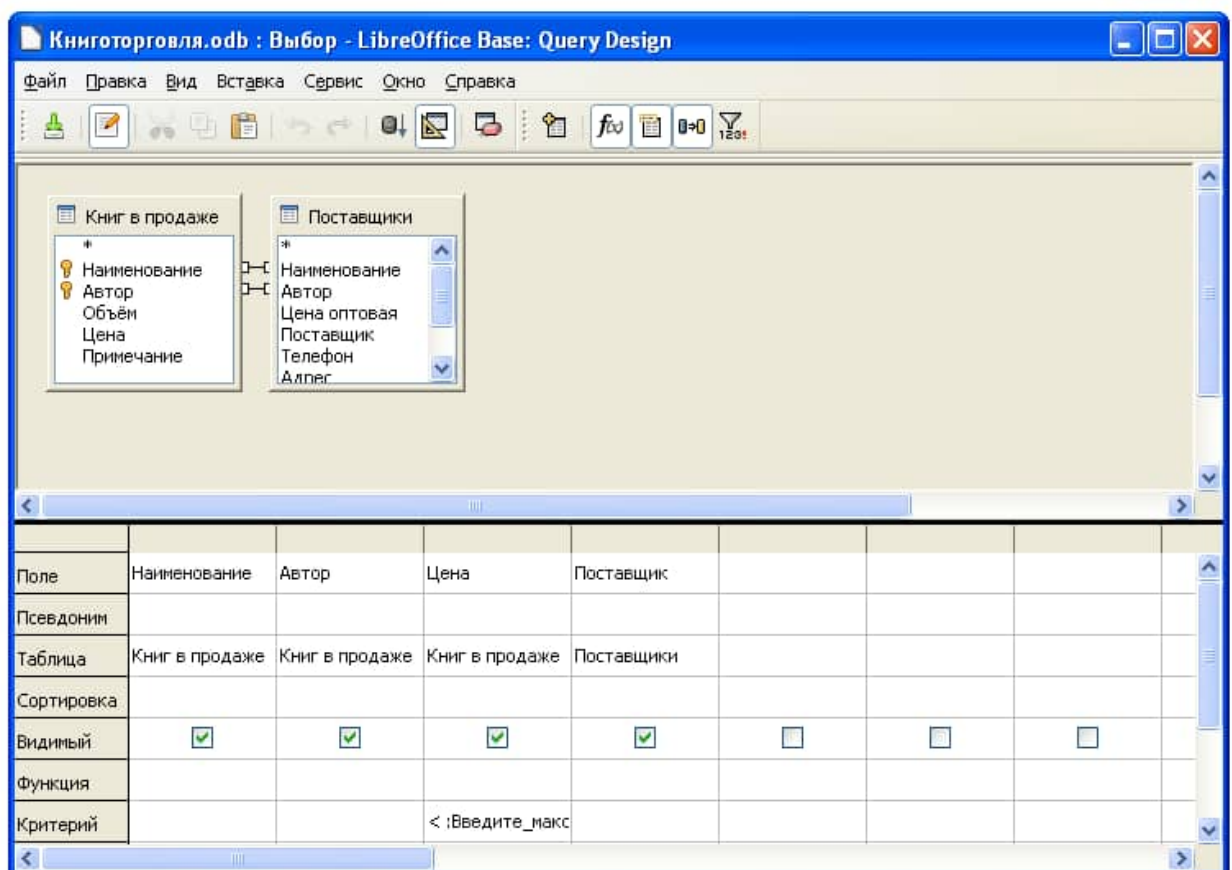 Книготорговля.odb : Выбор - LibreOffice Base: Query Design
Файл Правка Вид Вставка Сервис Окно Справка
f(x)
123!
Книг в продаже
*
Наименование
Автор
Объём
Цена
Примечание
Поставщики
*
Наименование
Автор
Цена оптовая
Поставщик
Телефон
Адрес
Поле Наименование Автор Цена Поставщик
Псевдоним
Таблица Книг в продаже Книг в продаже Книг в продаже Поставщики
Сортировка
Видимый
Функция
Критерий < :Введите_макс